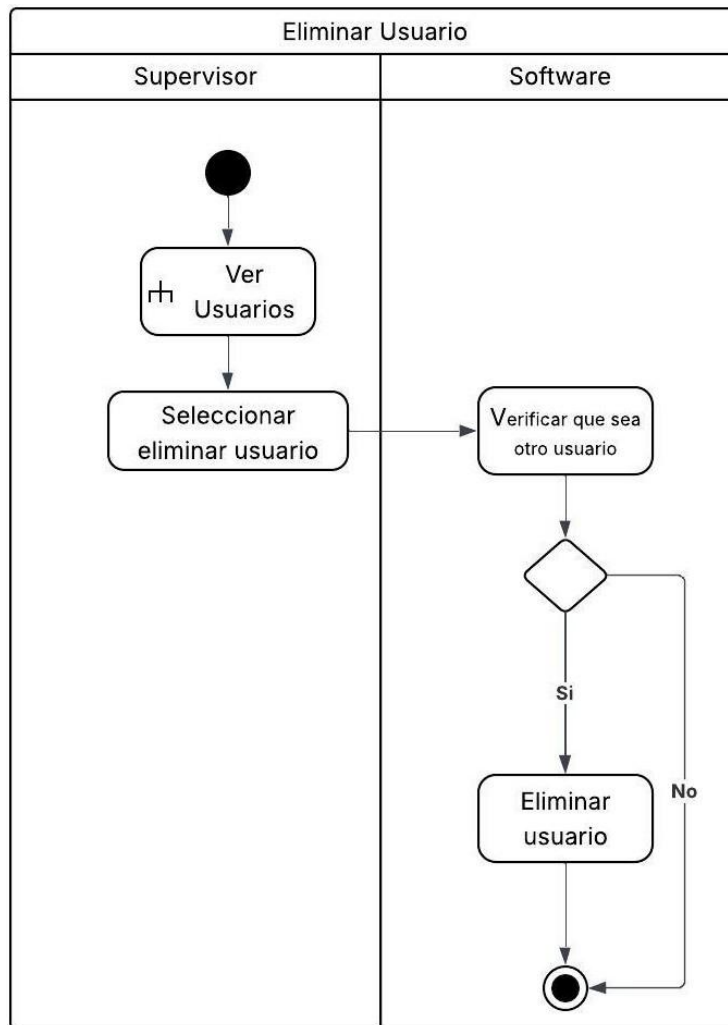 Eliminar Usuario
Supervisor
Software
Ver
Usuarios
Seleccionar
eliminar usuario
Verificar que sea
otro usuario
Si
No
Eliminar
usuario